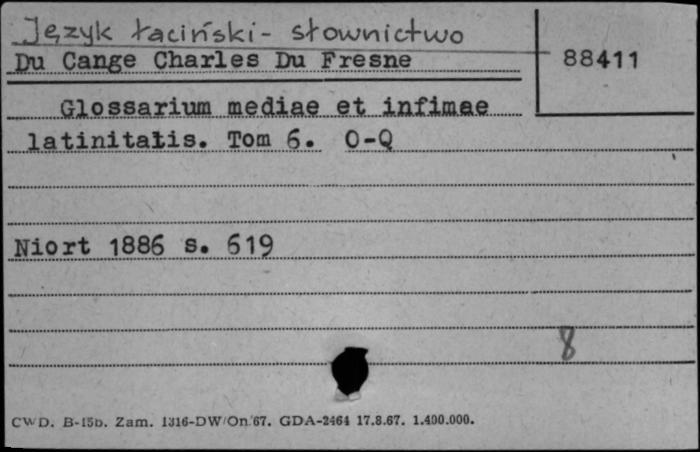 Język łaciński - słownictwo
Du Cange Charles Du Fresne
88411
Glossarium mediae et infimae
latinitatis. Tom 6. O-Q
Niort 1886 s. 619
8
CWD. B-15b. Zam. 1316-DW/On/67. GDA-2464 17.8.67. 1.400.000.